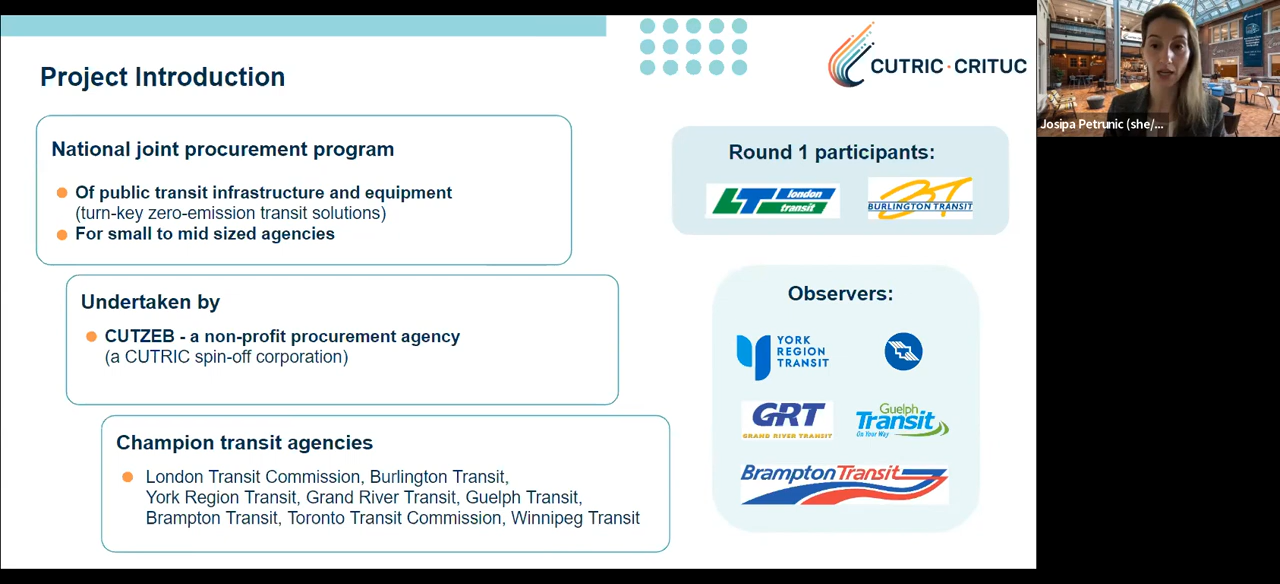 Project Introduction
CUTRIC · CRITUC
National joint procurement program
Of public transit infrastructure and equipment
(turn-key zero-emission transit solutions)
For small to mid sized agencies
Undertaken by
CUTZEB - a non-profit procurement agency
(a CUTRIC spin-off corporation)
Champion transit agencies
London Transit Commission, Burlington Transit,
York Region Transit, Grand River Transit, Guelph Transit,
Brampton Transit, Toronto Transit Commission, Winnipeg Transit
Round 1 participants:
LT london
transit
BT
BURLINGTON TRANSIT
Observers:
YORK
REGION
TRANSIT
GRT
GRAND RIVER TRANSIT
Guelph
Transit
On Your Way
Brampton Transit
Josipa Petrunic (she/...